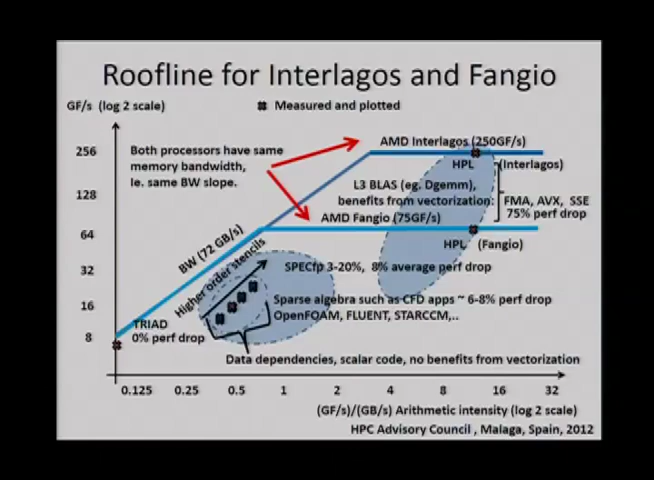 Roofline for Interlagos and Fangio
GF/s (log 2 scale)
Measured and plotted
256
128
64
32
16
8
Both processors have same
memory bandwidth,
Ie. same BW slope.
AMD Interlagos (250GF/s)
HPL (Interlagos)
L3 BLAS (eg. Dgemm),
benefits from vectorization:
FMA, AVX, SSE
75% perf drop
AMD Fangio (75GF/s)
HPL (Fangio)
BW (72 GB/s)
Higher order stencils
SPECfp 3-20%, 8% average perf drop
Sparse algebra such as CFD apps ~ 6-8% perf drop
OpenFOAM, FLUENT, STARCCM,..
TRIAD
0% perf drop
Data dependencies, scalar code, no benefits from vectorization
0.125 0.25 0.5 1 2 4 8 16 32
(GF/s)/(GB/s) Arithmetic intensity (log 2 scale)
HPC Advisory Council , Malaga, Spain, 2012